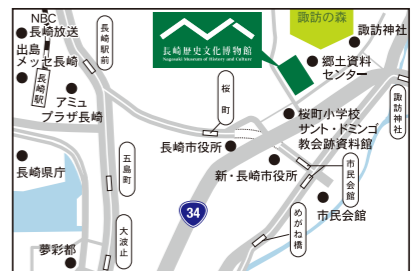 NBC
長崎放送
出島
メッセ長崎
長崎駅
アミュ
プラザ長崎
長崎駅前
長崎歴史文化博物館
Nagasaki Museum of History and Culture
諏訪の森
諏訪神社
郷土資料
センター
諏訪神社
桜町
桜町小学校
サント・ドミンゴ
教会跡資料館
長崎市役所
新・長崎市役所
市民会館
市民会館
長崎県庁
五島町
34
めがね橋
大波止
夢彩都